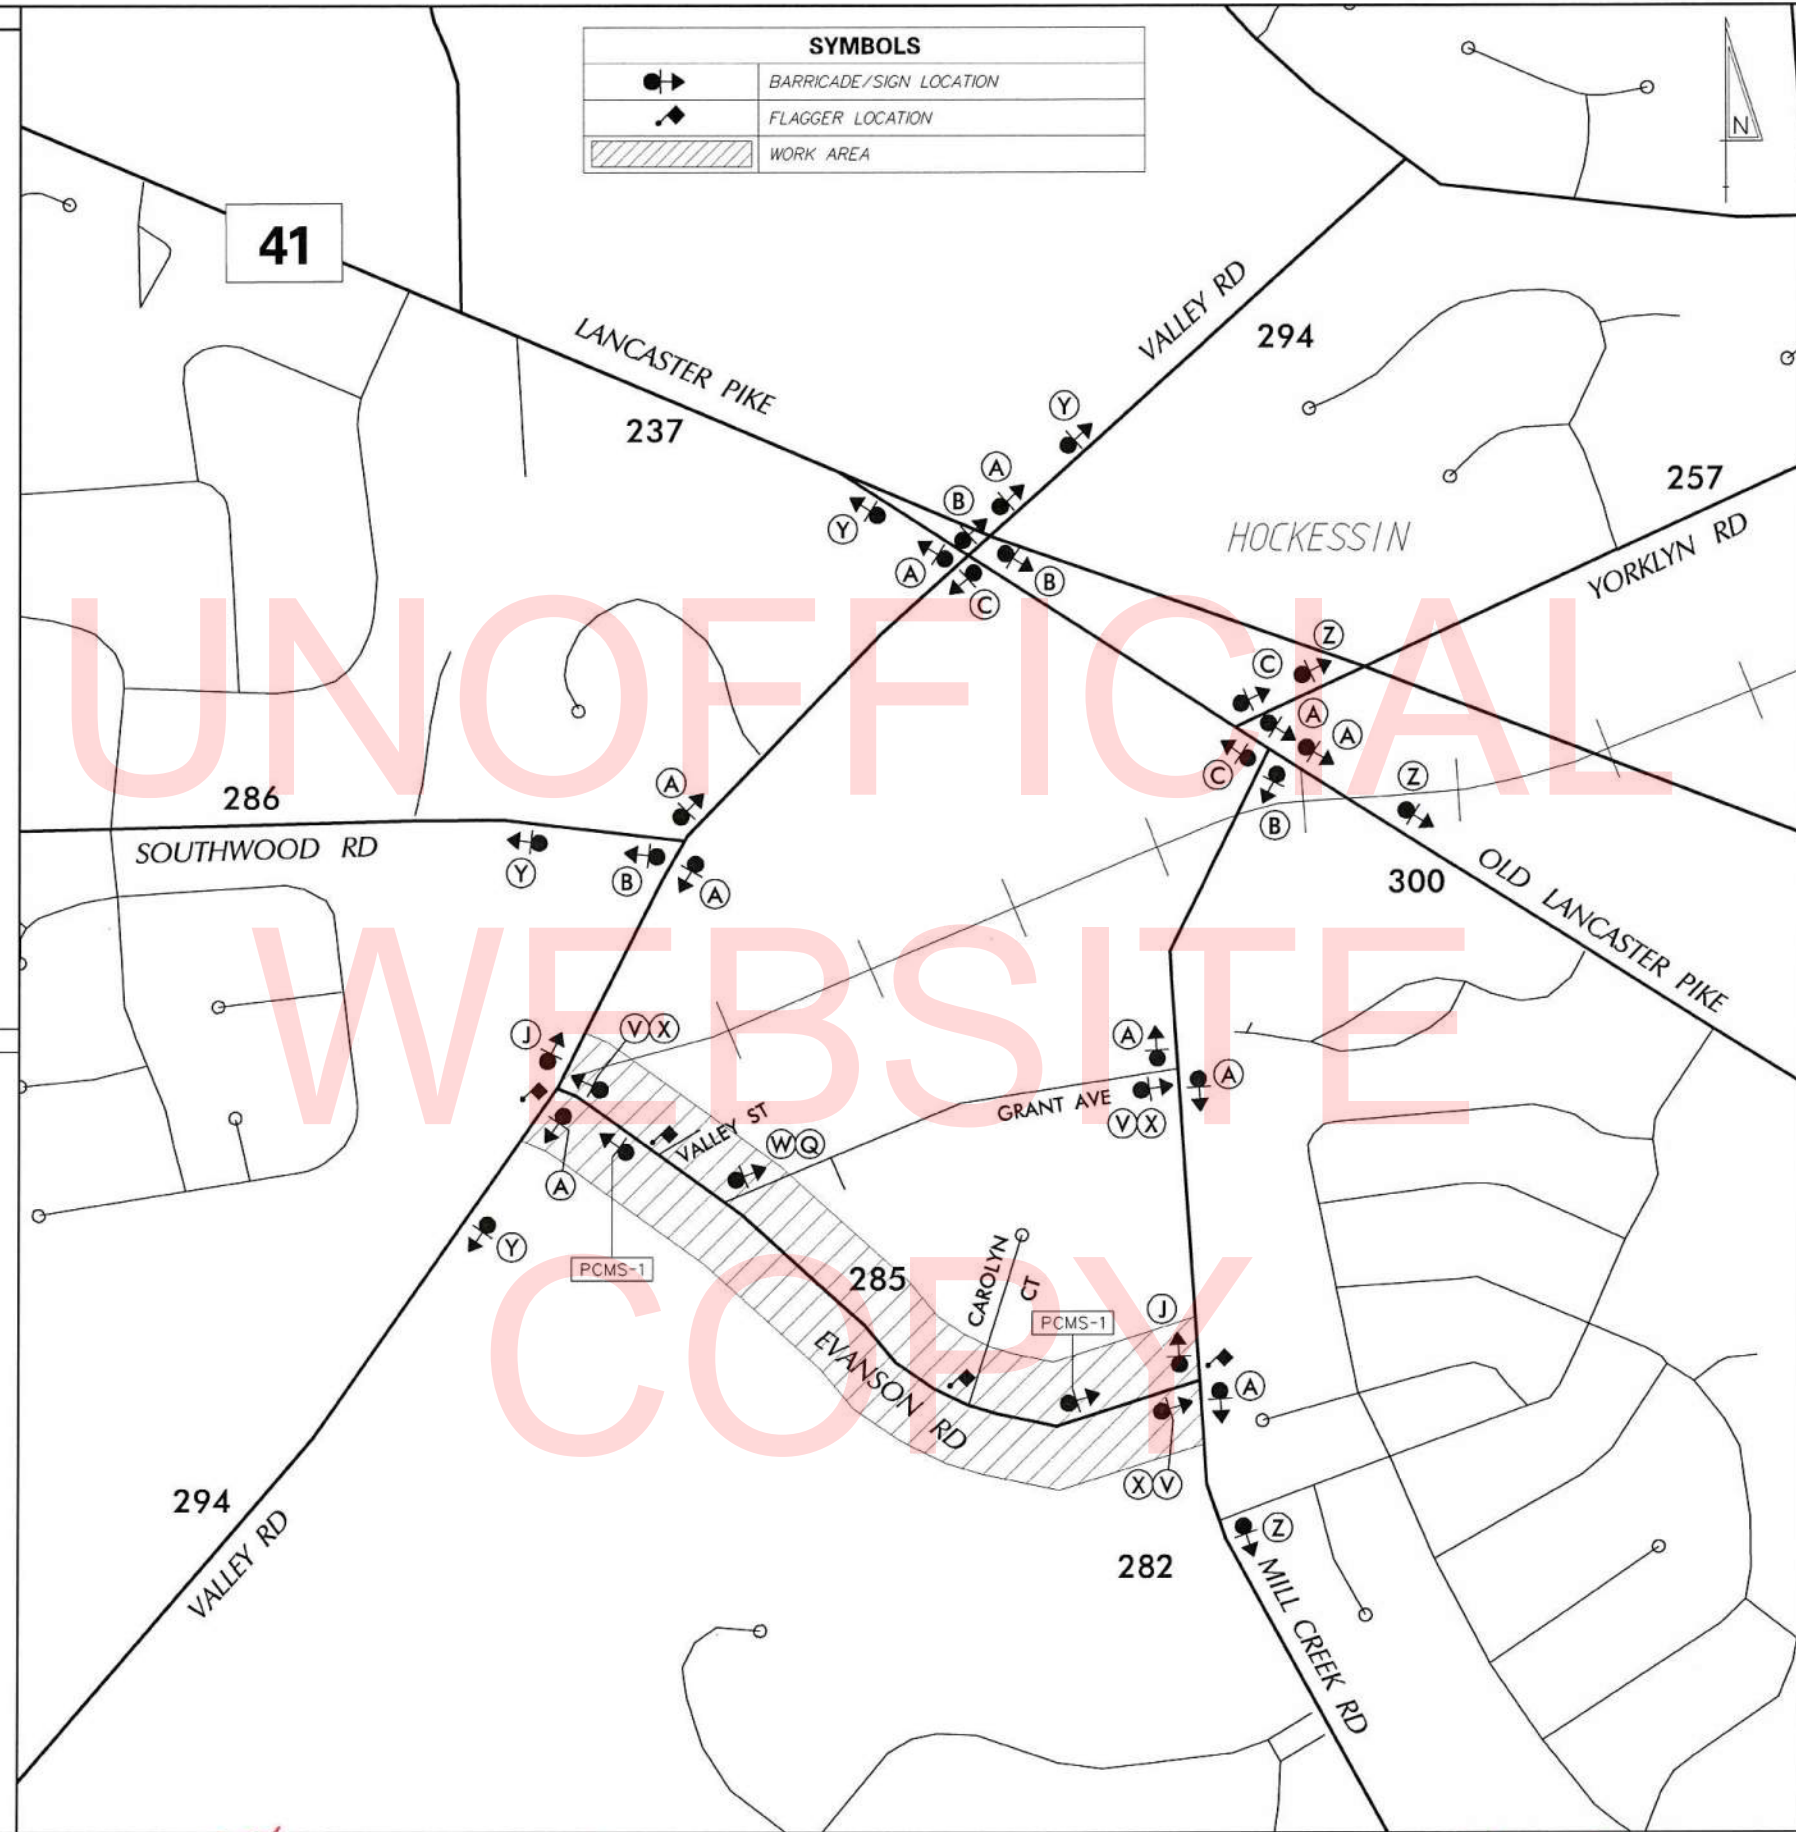 SYMBOLS
BARRICADE/SIGN LOCATION
FLAGGER LOCATION
WORK AREA
N
41
LANCASTER PIKE
237
VALLEY RD
294
Y
A
B
Y
A
B
C
HOCKESSIN
257
YORKLYN RD
UNOFFICIAL
Z
C
A
A
C
Z
B
A
286
SOUTHWOOD RD
Y
B
A
300
OLD LANCASTER PIKE
WEBSITE
J
V X
A
A
GRANT AVE
V X
VALLEY ST
W Q
A
Y
PCMS-1
COPY
285
CAROLYN CT
PCMS-1
J
A
EVANSON RD
X V
294
VALLEY RD
Z
282
MILL CREEK RD